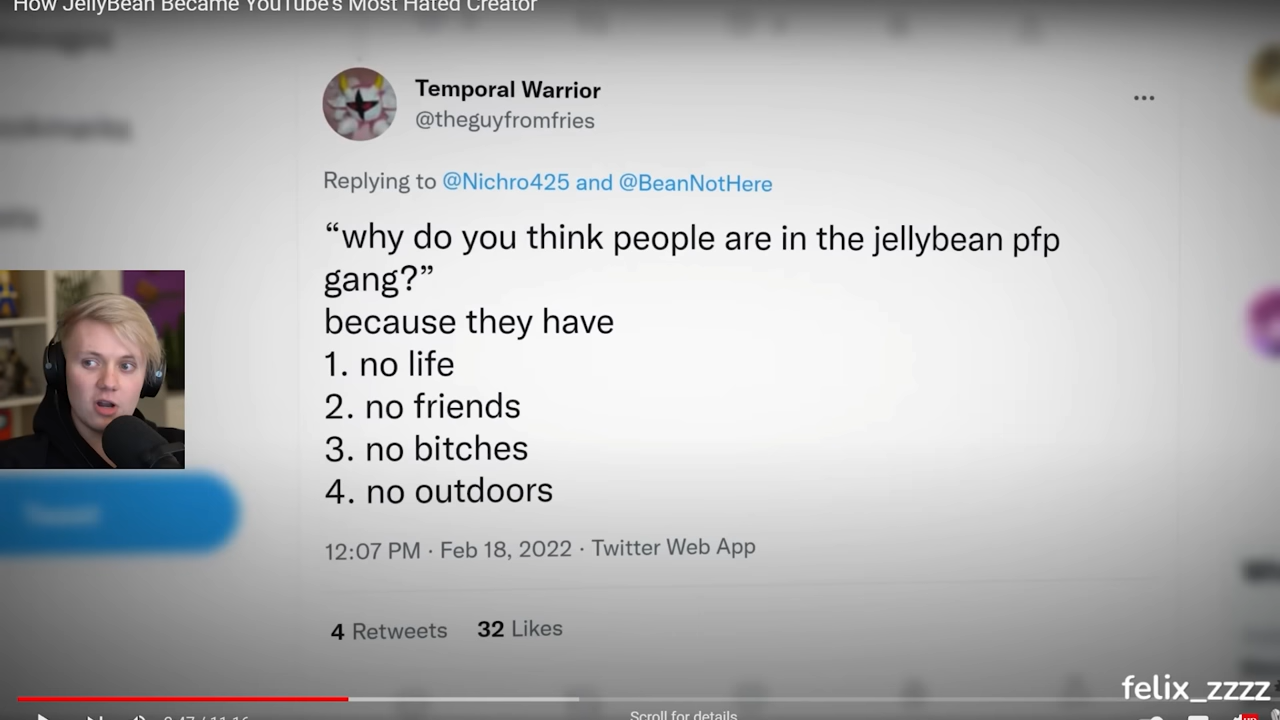 How JellyBean Became YouTube's Most Hated Creator
Temporal Warrior
@theguyfromfries
Replying to @Nichro425 and @BeanNotHere
“why do you think people are in the jellybean pfp
gang?”
because they have
1. no life
2. no friends
3. no bitches
4. no outdoors
12:07 PM · Feb 18, 2022 · Twitter Web App
4 Retweets 32 Likes
felix_zzzz
Scroll for details